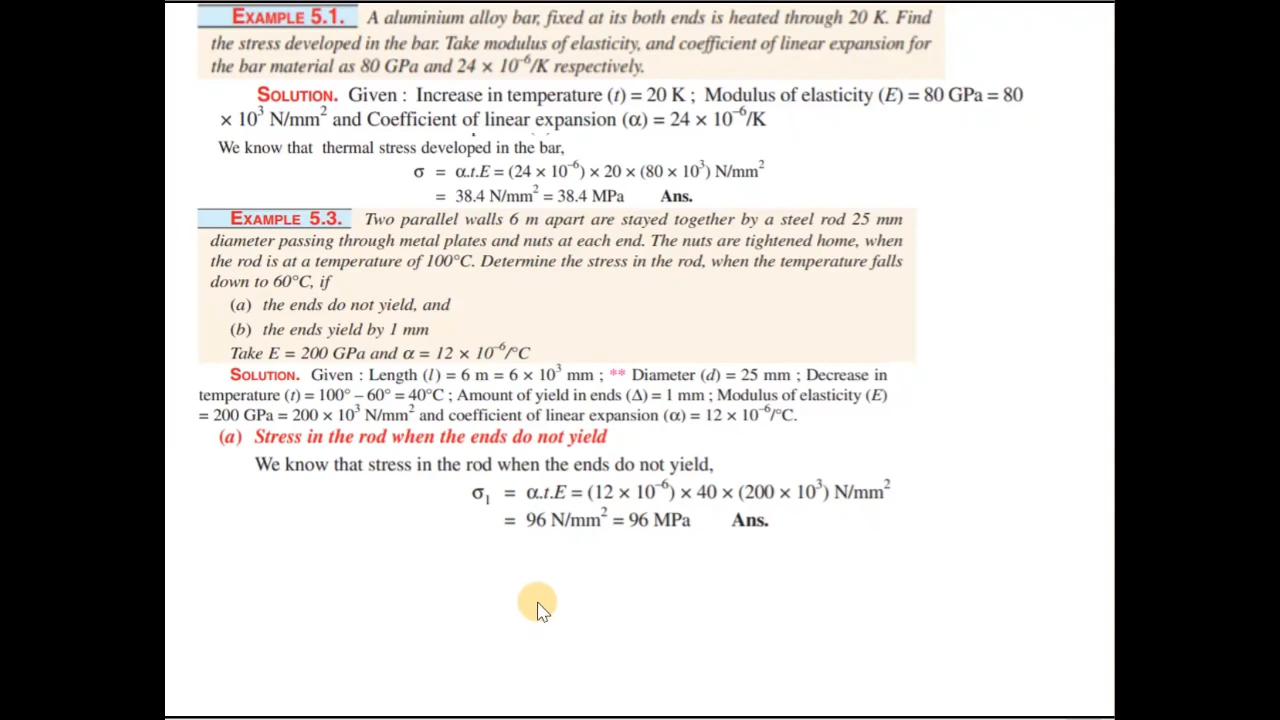 EXAMPLE 5.1. A aluminium alloy bar, fixed at its both ends is heated through 20 K. Find
the stress developed in the bar. Take modulus of elasticity, and coefficient of linear expansion for
the bar material as 80 GPa and 24 × 10⁻⁶/K respectively.
SOLUTION. Given : Increase in temperature (t) = 20 K ; Modulus of elasticity (E) = 80 GPa = 80
× 10³ N/mm² and Coefficient of linear expansion (α) = 24 × 10⁻⁶/K
We know that thermal stress developed in the bar,
σ = α.t.E = (24 × 10⁻⁶) × 20 × (80 × 10³) N/mm²
= 38.4 N/mm² = 38.4 MPa Ans.
EXAMPLE 5.3. Two parallel walls 6 m apart are stayed together by a steel rod 25 mm
diameter passing through metal plates and nuts at each end. The nuts are tightened home, when
the rod is at a temperature of 100°C. Determine the stress in the rod, when the temperature falls
down to 60°C, if
(a) the ends do not yield, and
(b) the ends yield by 1 mm
Take E = 200 GPa and α = 12 × 10⁻⁶/°C
SOLUTION. Given : Length (l) = 6 m = 6 × 10³ mm ; ** Diameter (d) = 25 mm ; Decrease in
temperature (t) = 100° – 60° = 40°C ; Amount of yield in ends (Δ) = 1 mm ; Modulus of elasticity (E)
= 200 GPa = 200 × 10³ N/mm² and coefficient of linear expansion (α) = 12 × 10⁻⁶/°C.
(a) Stress in the rod when the ends do not yield
We know that stress in the rod when the ends do not yield,
σ₁ = α.t.E = (12 × 10⁻⁶) × 40 × (200 × 10³) N/mm²
= 96 N/mm² = 96 MPa Ans.